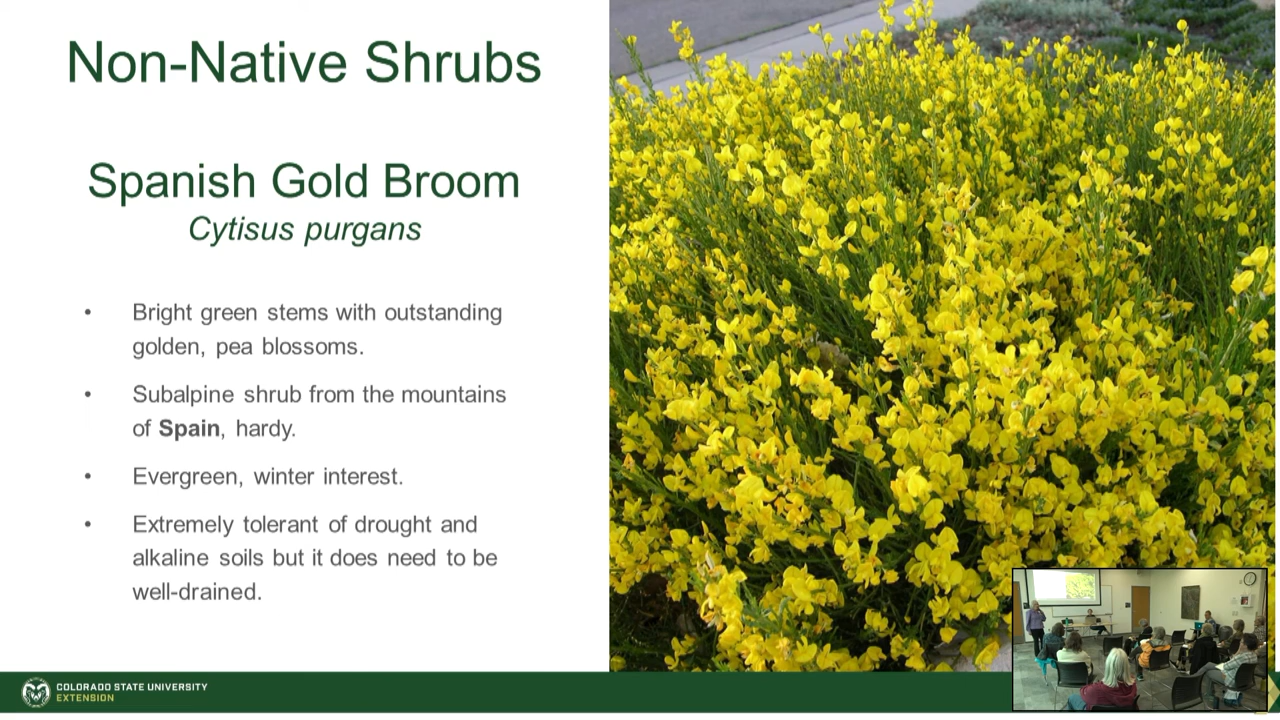 Non-Native Shrubs
Spanish Gold Broom
Cytisus purgans
• Bright green stems with outstanding
golden, pea blossoms.
• Subalpine shrub from the mountains
of Spain, hardy.
• Evergreen, winter interest.
• Extremely tolerant of drought and
alkaline soils but it does need to be
well-drained.
COLORADO STATE UNIVERSITY
EXTENSION